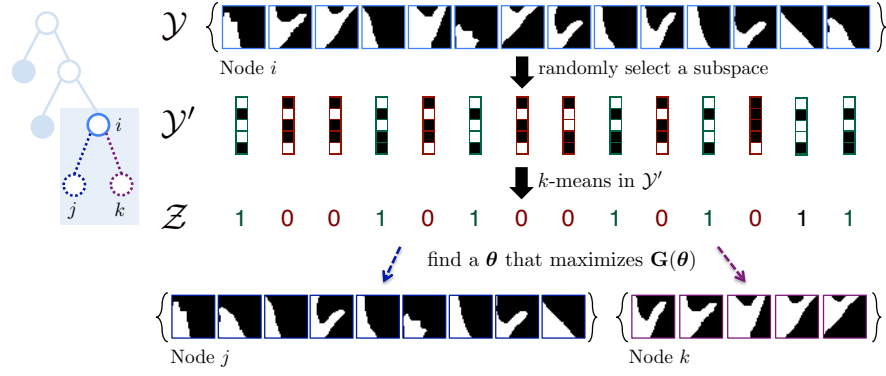 𝒴
Node i
randomly select a subspace
i
𝒴′
j k
k-means in 𝒴′
𝒵 1 0 0 1 0 1 0 0 1 0 1 0 1 1
find a θ that maximizes G(θ)
Node j
Node k